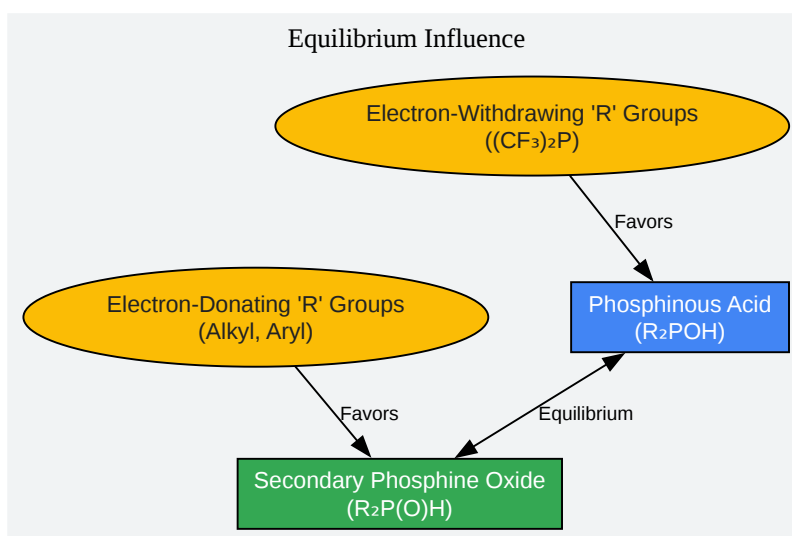 Equilibrium Influence
Electron-Withdrawing 'R' Groups
((CF₃)₂P)
Favors
Electron-Donating 'R' Groups
(Alkyl, Aryl)
Phosphinous Acid
(R₂POH)
Favors
Equilibrium
Secondary Phosphine Oxide
(R₂P(O)H)